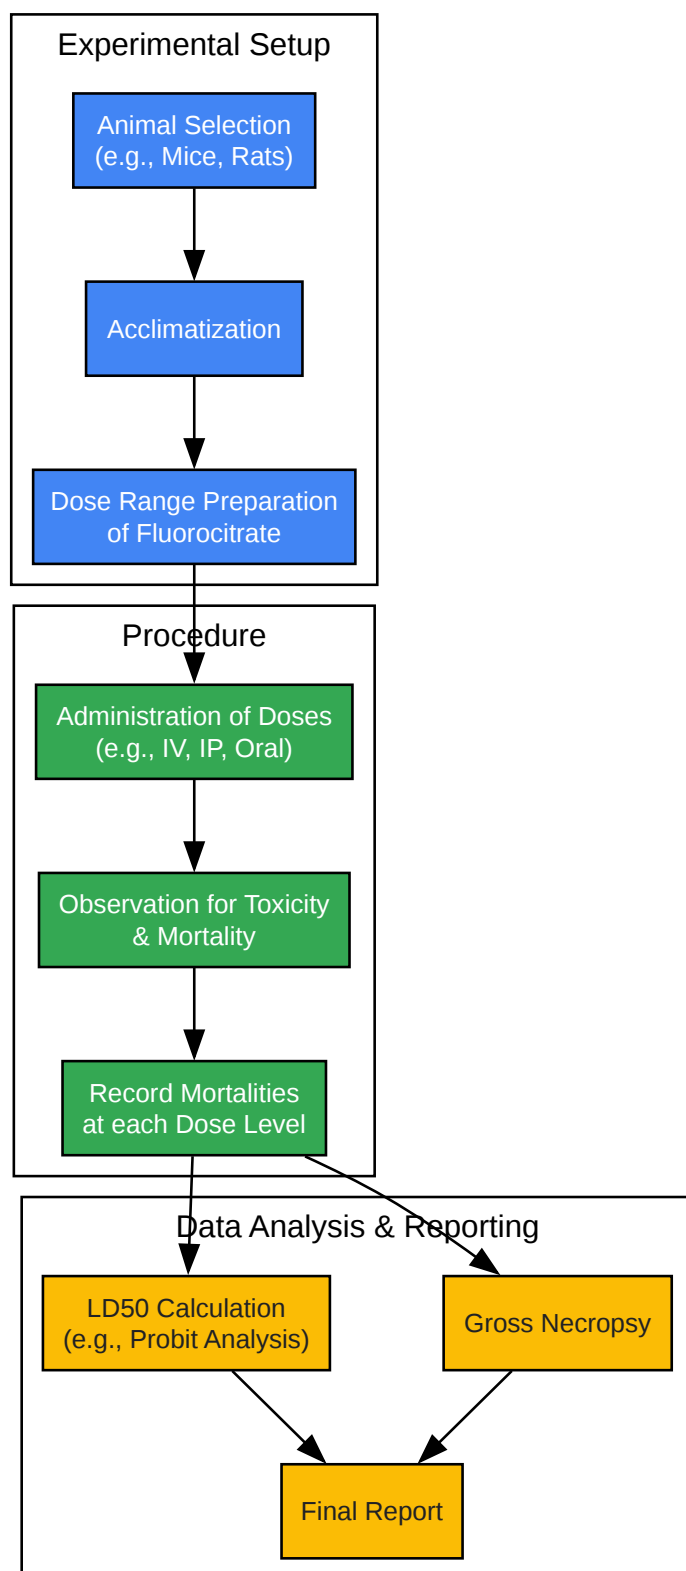 Experimental Setup
Animal Selection
(e.g., Mice, Rats)
Acclimatization
Dose Range Preparation
of Fluorocitrate
Procedure
Administration of Doses
(e.g., IV, IP, Oral)
Observation for Toxicity
& Mortality
Record Mortalities
at each Dose Level
Data Analysis & Reporting
LD50 Calculation
(e.g., Probit Analysis)
Gross Necropsy
Final Report